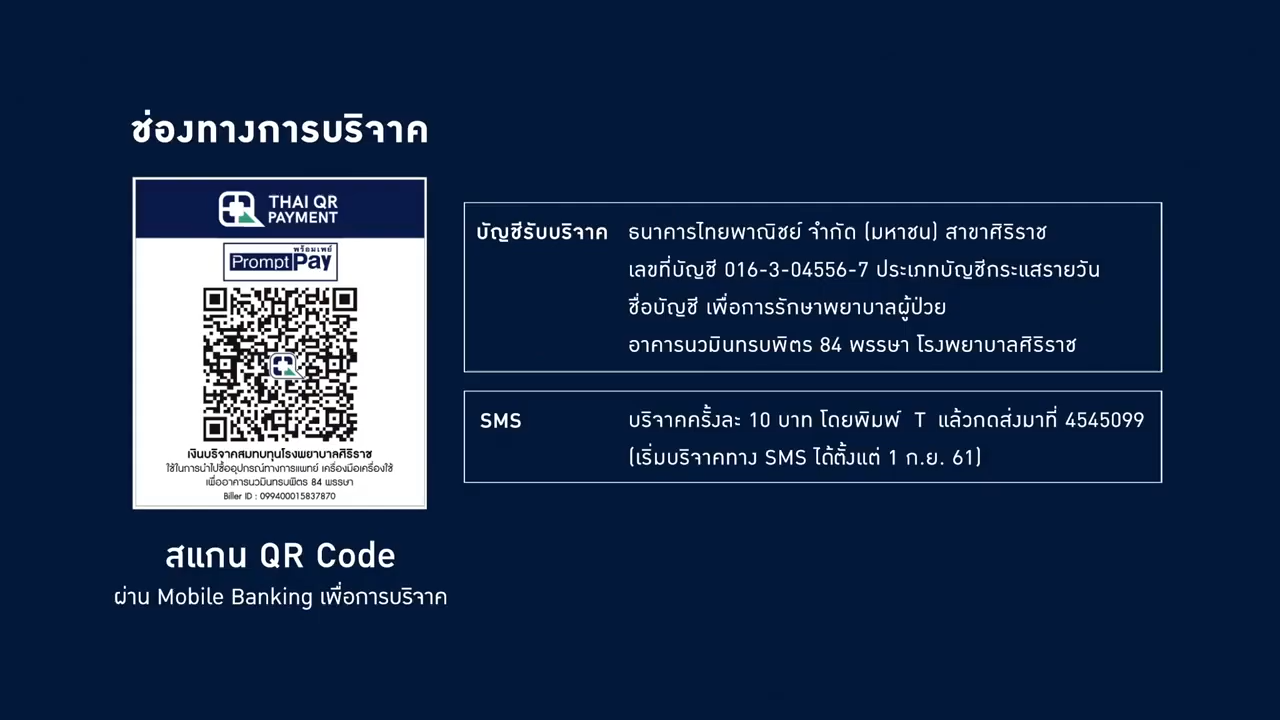 ช่องทางการบริจาค
THAI QR
PAYMENT
พร้อมเพย์
PromptPay
เงินบริจาคสมทบทุนโรงพยาบาลศิริราช
ใช้ในการนำไปซื้ออุปกรณ์ทางการแพทย์ เครื่องมือเครื่องใช้
เพื่ออาคารนวมินทรบพิตร 84 พรรษา
Biller ID : 099400015837870
สแกน QR Code
ผ่าน Mobile Banking เพื่อการบริจาค
บัญชีรับบริจาค ธนาคารไทยพาณิชย์ จำกัด (มหาชน) สาขาศิริราช
เลขที่บัญชี 016-3-04556-7 ประเภทบัญชีกระแสรายวัน
ชื่อบัญชี เพื่อการรักษาพยาบาลผู้ป่วย
อาคารนวมินทรบพิตร 84 พรรษา โรงพยาบาลศิริราช
SMS บริจาคครั้งละ 10 บาท โดยพิมพ์ T แล้วกดส่งมาที่ 4545099
(เริ่มบริจาคทาง SMS ได้ตั้งแต่ 1 ก.ย. 61)